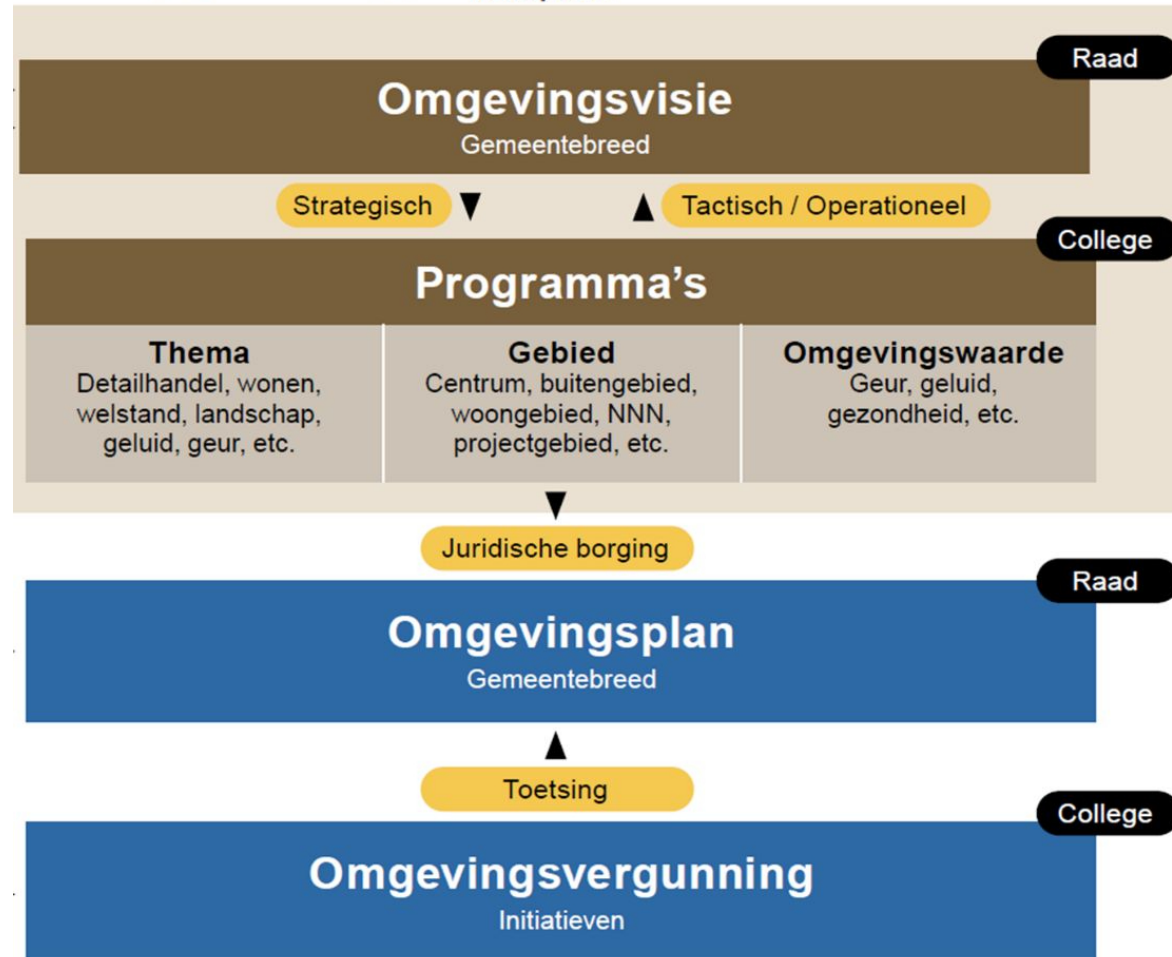 Raad
Omgevingsvisie
Gemeentebreed
Strategisch
Tactisch / Operationeel
College
Programma's
Thema
Detailhandel, wonen,
welstand, landschap,
geluid, geur, etc.
Gebied
Centrum, buitengebied,
woongebied, NNN,
projectgebied, etc.
Omgevingswaarde
Geur, geluid,
gezondheid, etc.
Juridische borging
Raad
Omgevingsplan
Gemeentebreed
Toetsing
College
Omgevingsvergunning
Initiatieven